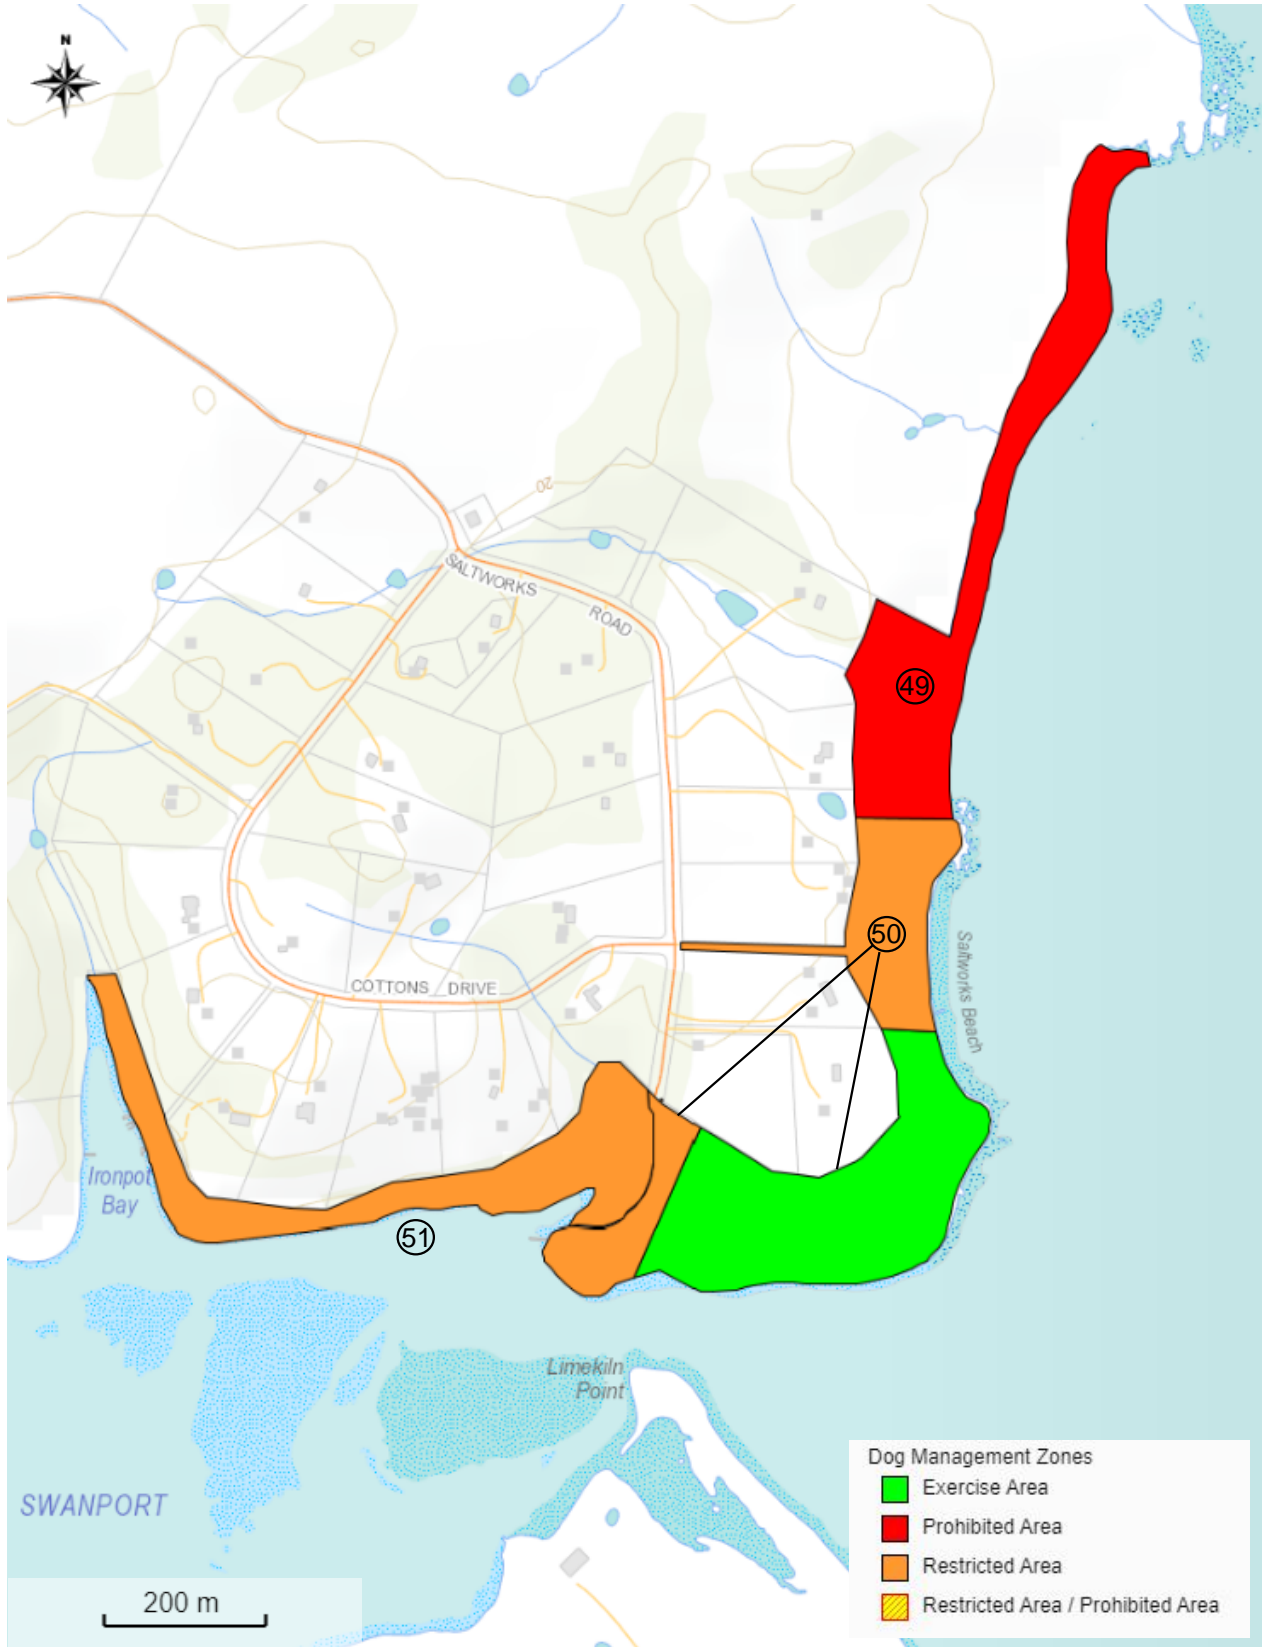 N
20
SALTWORKS
ROAD
49
50
Saltworks Beach
COTTONS DRIVE
Ironpot
Bay
51
Limekiln
Point
SWANPORT
200 m
Dog Management Zones
Exercise Area
Prohibited Area
Restricted Area
Restricted Area / Prohibited Area